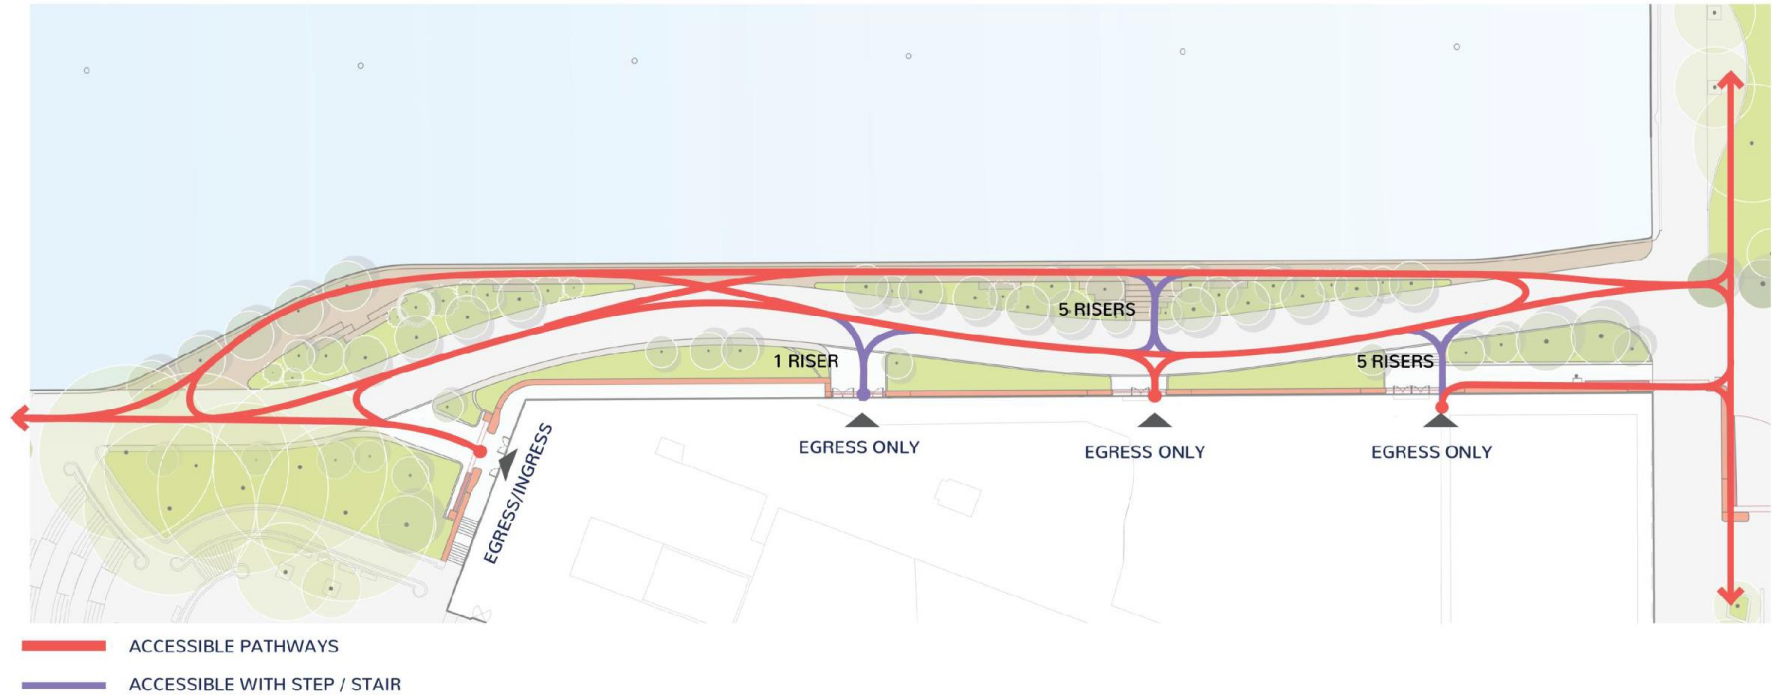 5 RISERS
1 RISER
5 RISERS
EGRESS ONLY
EGRESS ONLY
EGRESS ONLY
EGRESS/INGRESS
ACCESSIBLE PATHWAYS
ACCESSIBLE WITH STEP / STAIR